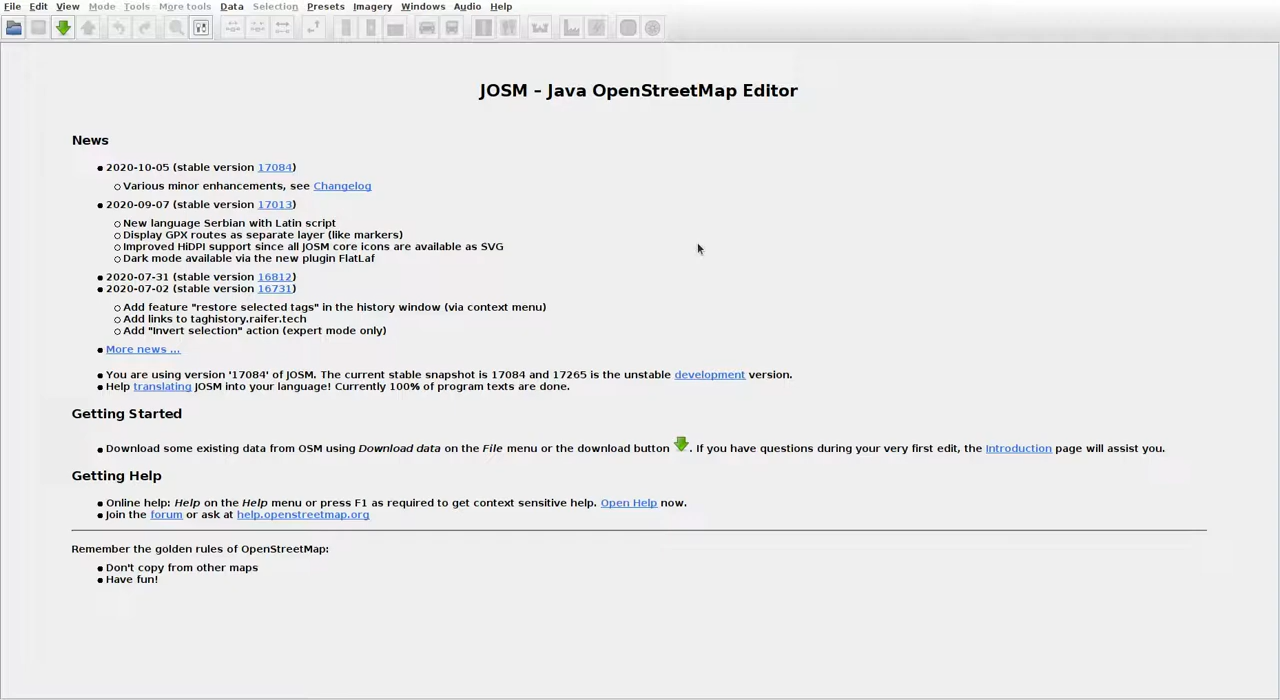 File Edit View Mode Tools More tools Data Selection Presets Imagery Windows Audio Help
JOSM – Java OpenStreetMap Editor
News
2020-10-05 (stable version 17084)
Various minor enhancements, see Changelog
2020-09-07 (stable version 17013)
New language Serbian with Latin script
Display GPX routes as separate layer (like markers)
Improved HiDPI support since all JOSM core icons are available as SVG
Dark mode available via the new plugin FlatLaf
2020-07-31 (stable version 16812)
2020-07-02 (stable version 16731)
Add feature "restore selected tags" in the history window (via context menu)
Add links to taghistory.raifer.tech
Add "Invert selection" action (expert mode only)
More news ...
You are using version '17084' of JOSM. The current stable snapshot is 17084 and 17265 is the unstable development version.
Help translating JOSM into your language! Currently 100% of program texts are done.
Getting Started
Download some existing data from OSM using Download data on the File menu or the download button . If you have questions during your very first edit, the Introduction page will assist you.
Getting Help
Online help: Help on the Help menu or press F1 as required to get context sensitive help. Open Help now.
Join the forum or ask at help.openstreetmap.org
Remember the golden rules of OpenStreetMap:
Don't copy from other maps
Have fun!